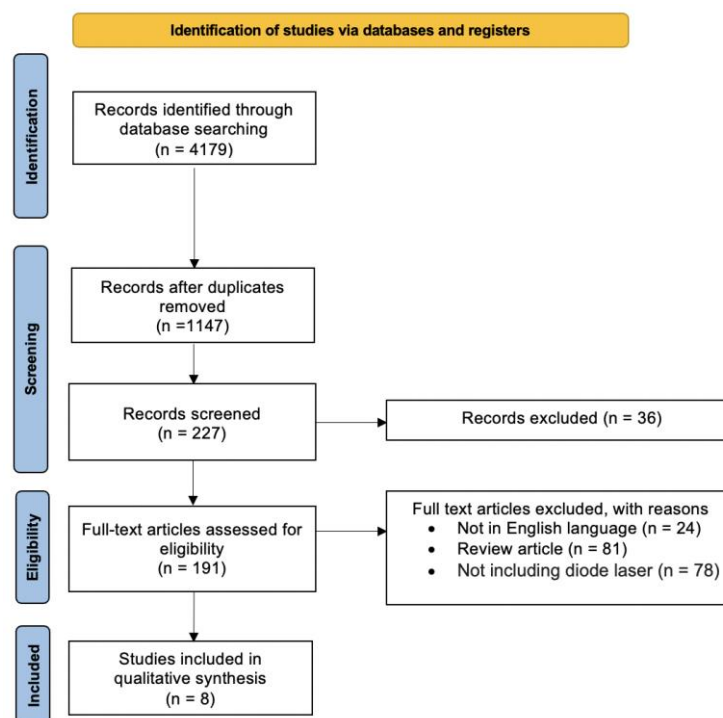 Identification of studies via databases and registers
Identification
Records identified through
database searching
(n = 4179)
Screening
Records after duplicates
removed
(n =1147)
Records screened
(n = 227)
Records excluded (n = 36)
Eligibility
Full-text articles assessed for
eligibility
(n = 191)
Full text articles excluded, with reasons
• Not in English language (n = 24)
• Review article (n = 81)
• Not including diode laser (n = 78)
Included
Studies included in
qualitative synthesis
(n = 8)